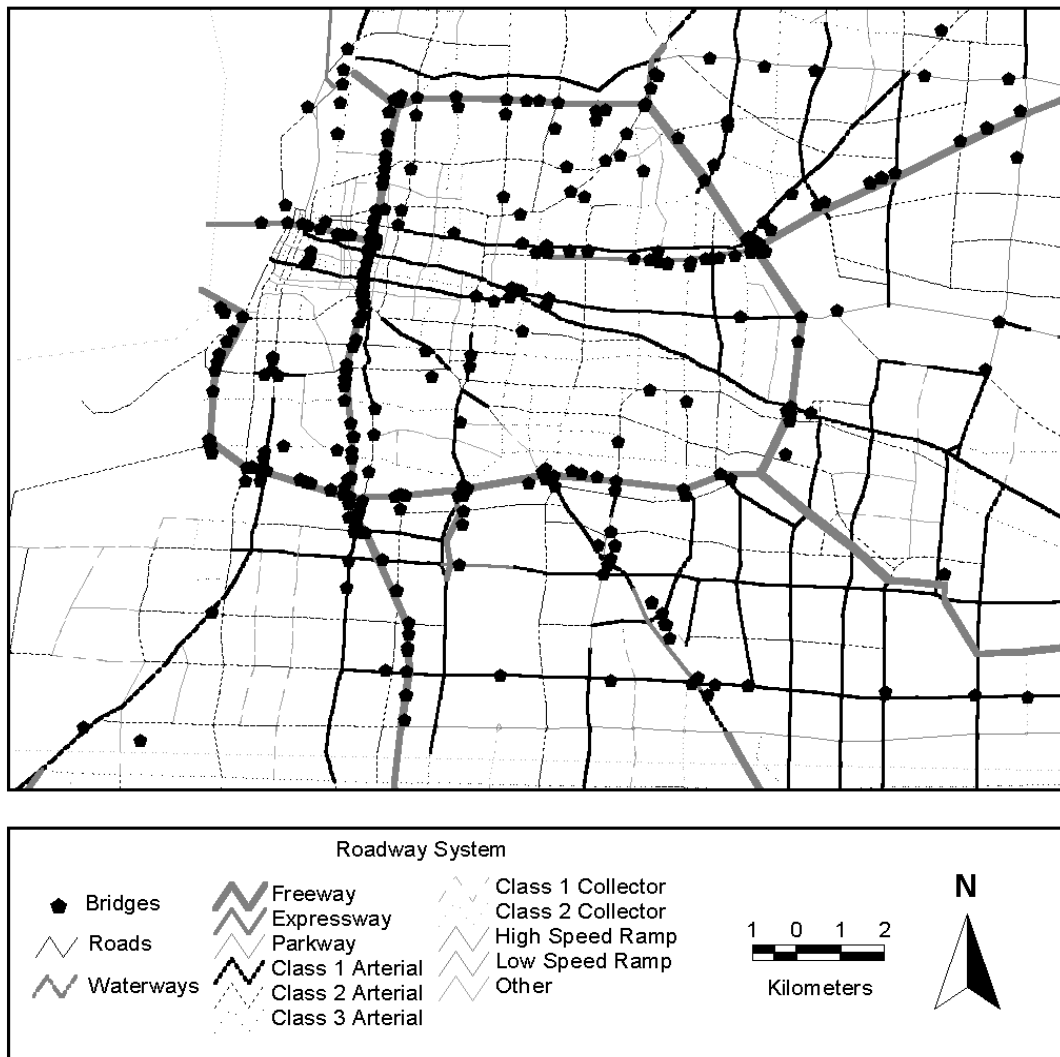 Roadway System
Bridges
Roads
Waterways
Freeway
Expressway
Parkway
Class 1 Arterial
Class 2 Arterial
Class 3 Arterial
Class 1 Collector
Class 2 Collector
High Speed Ramp
Low Speed Ramp
Other
1 0 1 2
Kilometers
N